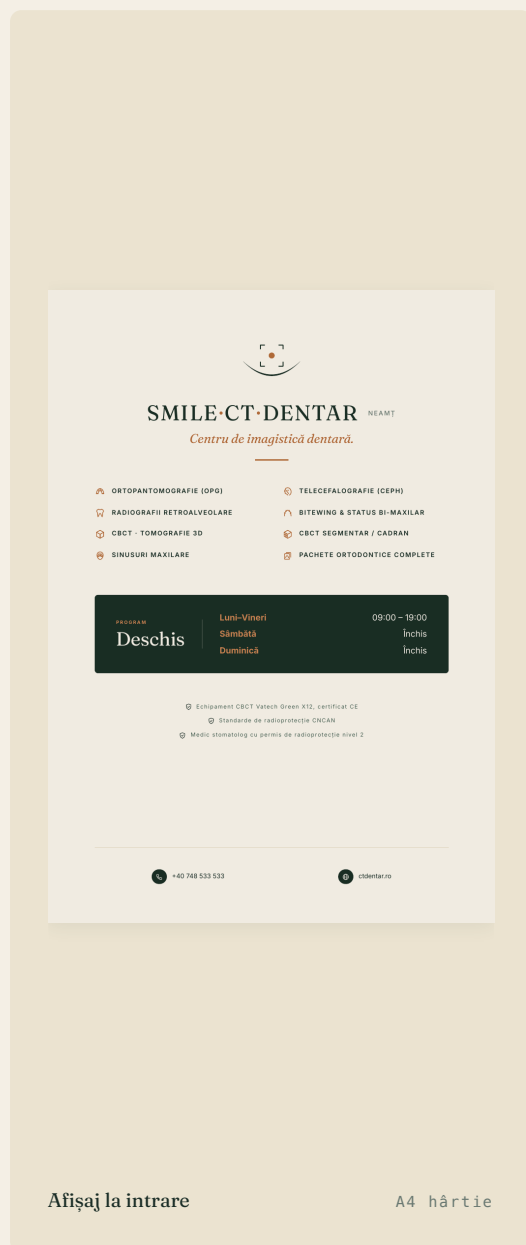 SMILE·CT·DENTAR NEAMȚ
Centru de imagistică dentară.
ORTOPANTOMOGRAFIE (OPG)
TELECEFALOGRAFIE (CEPH)
RADIOGRAFII RETROALVEOLARE
BITEWING & STATUS BI-MAXILAR
CBCT · TOMOGRAFIE 3D
CBCT SEGMENTAR / CADRAN
SINUSURI MAXILARE
PACHETE ORTODONTICE COMPLETE
PROGRAM
Deschis
Luni–Vineri 09:00 – 19:00
Sâmbătă Închis
Duminică Închis
Echipament CBCT Vatech Green X12, certificat CE
Standarde de radioprotecție CNCAN
Medic stomatolog cu permis de radioprotecție nivel 2
+40 748 533 533
ctdentar.ro
Afișaj la intrare
A4 hârtie